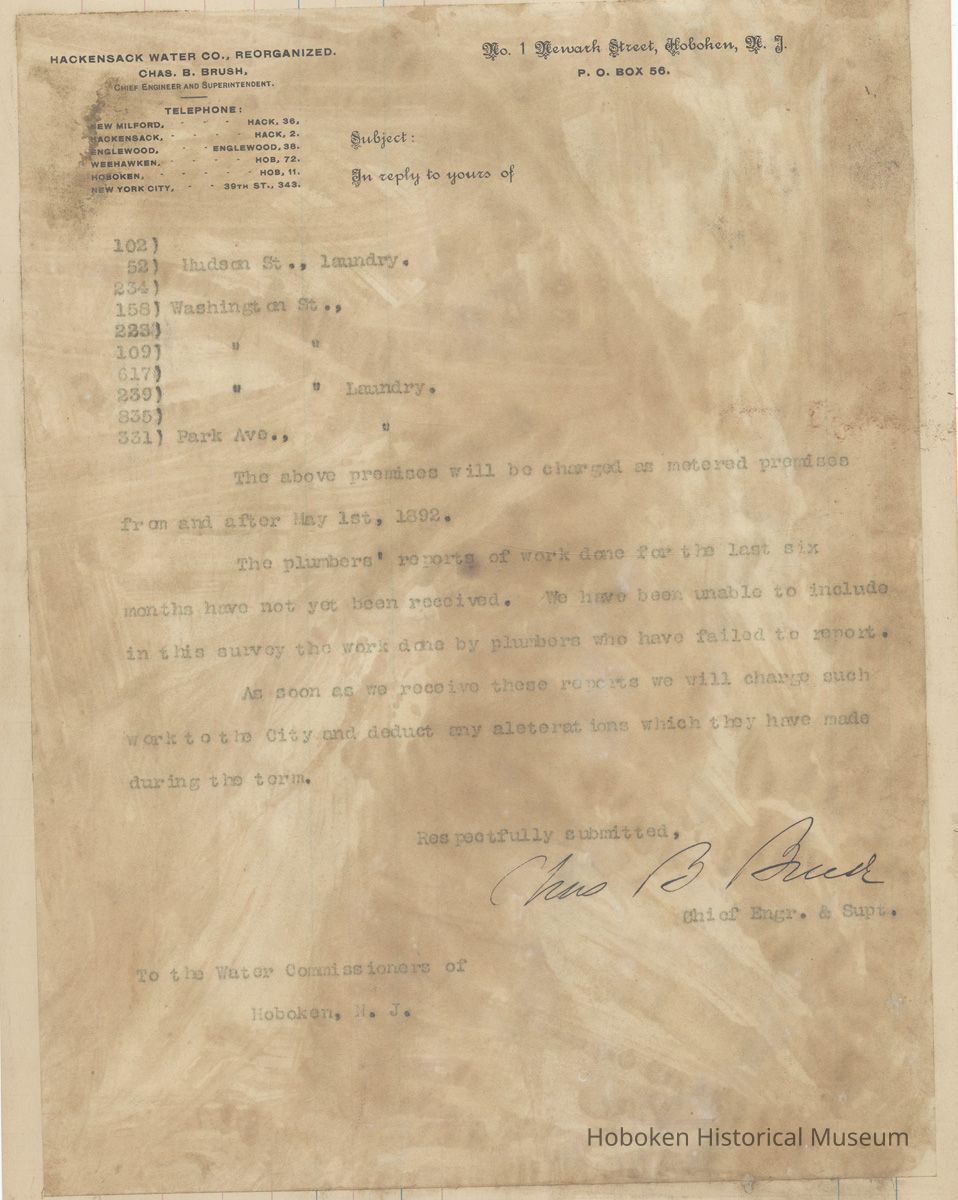 HACKENSACK WATER CO., REORGANIZED.
CHAS. B. BRUSH,
CHIEF ENGINEER AND SUPERINTENDENT.
TELEPHONE:
NEW MILFORD, - - - HACK, 36.
HACKENSACK, - - - - HACK, 2.
ENGLEWOOD, - - ENGLEWOOD, 38.
WEEHAWKEN, - - - HOB, 72.
HOBOKEN, - - - - HOB, 11.
NEW YORK CITY, - - 39TH ST., 343.
No. 1 Newark Street, Hoboken, N. J.
P. O. BOX 56.
Subject:
In reply to yours of
102)
52) Hudson St., laundry.
234)
158) Washington St.,
223)
109) " "
617)
239) " " Laundry.
835)
331) Park Ave., "
The above premises will be charged as metered premises
from and after May 1st, 1892.
The plumbers' reports of work done for the last six
months have not yet been received. We have been unable to include
in this survey the work done by plumbers who have failed to report.
As soon as we receive these reports we will charge such
work to the City and deduct any aleterations which they have made
during the term.
Respectfully submitted,
Chas B Brush
Chief Engr. & Supt.
To the Water Commissioners of
Hoboken, N. J.
Hoboken Historical Museum